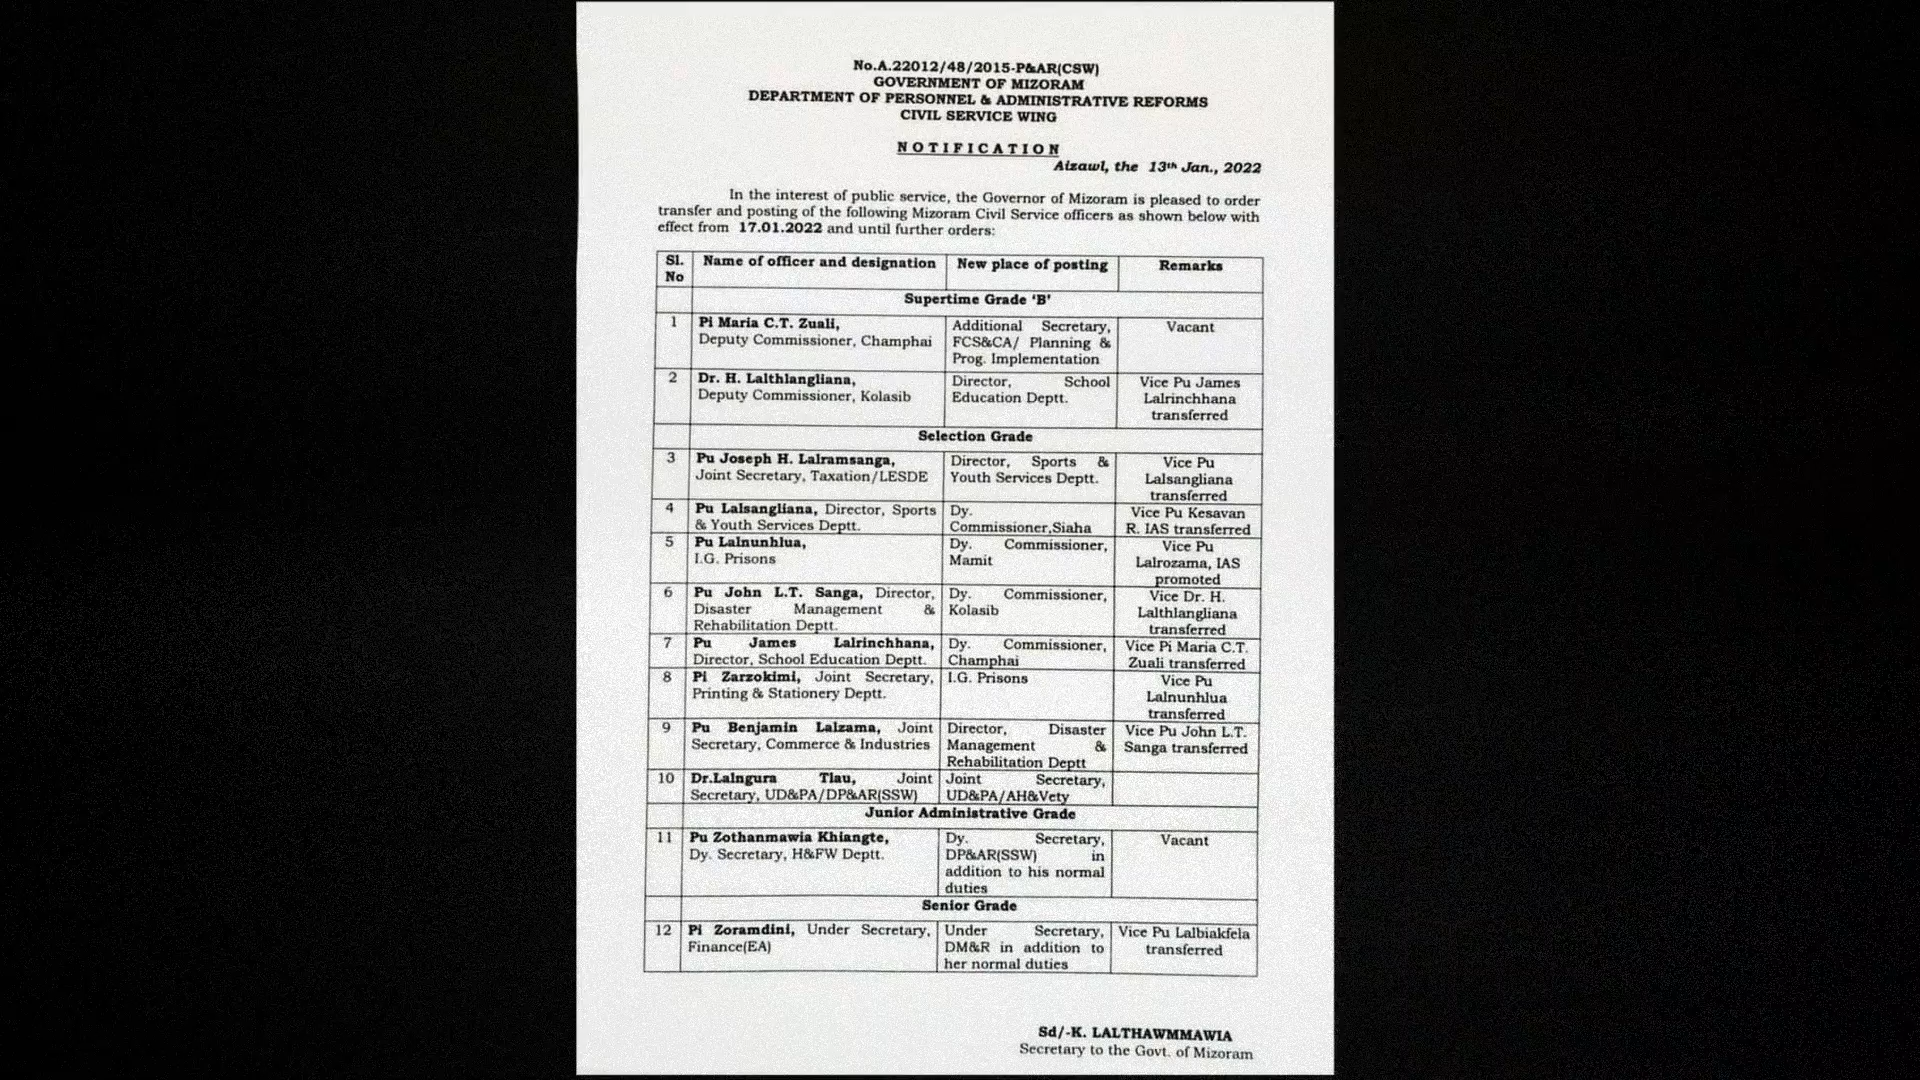 No.A.22012/48/2015-P&AR(CSW)
GOVERNMENT OF MIZORAM
DEPARTMENT OF PERSONNEL & ADMINISTRATIVE REFORMS
CIVIL SERVICE WING
NOTIFICATION
Aizawl, the 13th Jan., 2022
In the interest of public service, the Governor of Mizoram is pleased to order
transfer and posting of the following Mizoram Civil Service officers as shown below with
effect from 17.01.2022 and until further orders:
Sl. No Name of officer and designation New place of posting Remarks
Supertime Grade 'B'
1 Pi Maria C.T. Zuali, Additional Secretary, Vacant
Deputy Commissioner, Champhai FCS&CA/ Planning &
Prog. Implementation
2 Dr. H. Lalthlangliana, Director, School Vice Pu James
Deputy Commissioner, Kolasib Education Deptt. Lalrinchhana
transferred
Selection Grade
3 Pu Joseph H. Lalramsanga, Director, Sports & Vice Pu
Joint Secretary, Taxation/LESDE Youth Services Deptt. Lalsangliana
transferred
4 Pu Lalsangliana, Director, Sports Dy. Vice Pu Kesavan
& Youth Services Deptt. Commissioner,Siaha R. IAS transferred
5 Pu Lalnunhlua, Dy. Commissioner, Vice Pu
I.G. Prisons Mamit Lalrozama, IAS
promoted
6 Pu John L.T. Sanga, Director, Dy. Commissioner, Vice Dr. H.
Disaster Management & Kolasib Lalthlangliana
Rehabilitation Deptt. transferred
7 Pu James Lalrinchhana, Dy. Commissioner, Vice Pi Maria C.T.
Director, School Education Deptt. Champhai Zuali transferred
8 Pi Zarzokimi, Joint Secretary, I.G. Prisons Vice Pu
Printing & Stationery Deptt. Lalnunhlua
transferred
9 Pu Benjamin Lalzama, Joint Director, Disaster Vice Pu John L.T.
Secretary, Commerce & Industries Management & Sanga transferred
Rehabilitation Deptt
10 Dr.Lalngura Tlau, Joint Joint Secretary,
Secretary, UD&PA/DP&AR(SSW) UD&PA/AH&Vety
Junior Administrative Grade
11 Pu Zothanmawia Khiangte, Dy. Secretary, Vacant
Dy. Secretary, H&FW Deptt. DP&AR(SSW) in
addition to his normal
duties
Senior Grade
12 Pi Zoramdini, Under Secretary, Under Secretary, Vice Pu Lalbiakfela
Finance(EA) DM&R in addition to transferred
her normal duties
Sd/-K. LALTHAWMMAWIA
Secretary to the Govt. of Mizoram